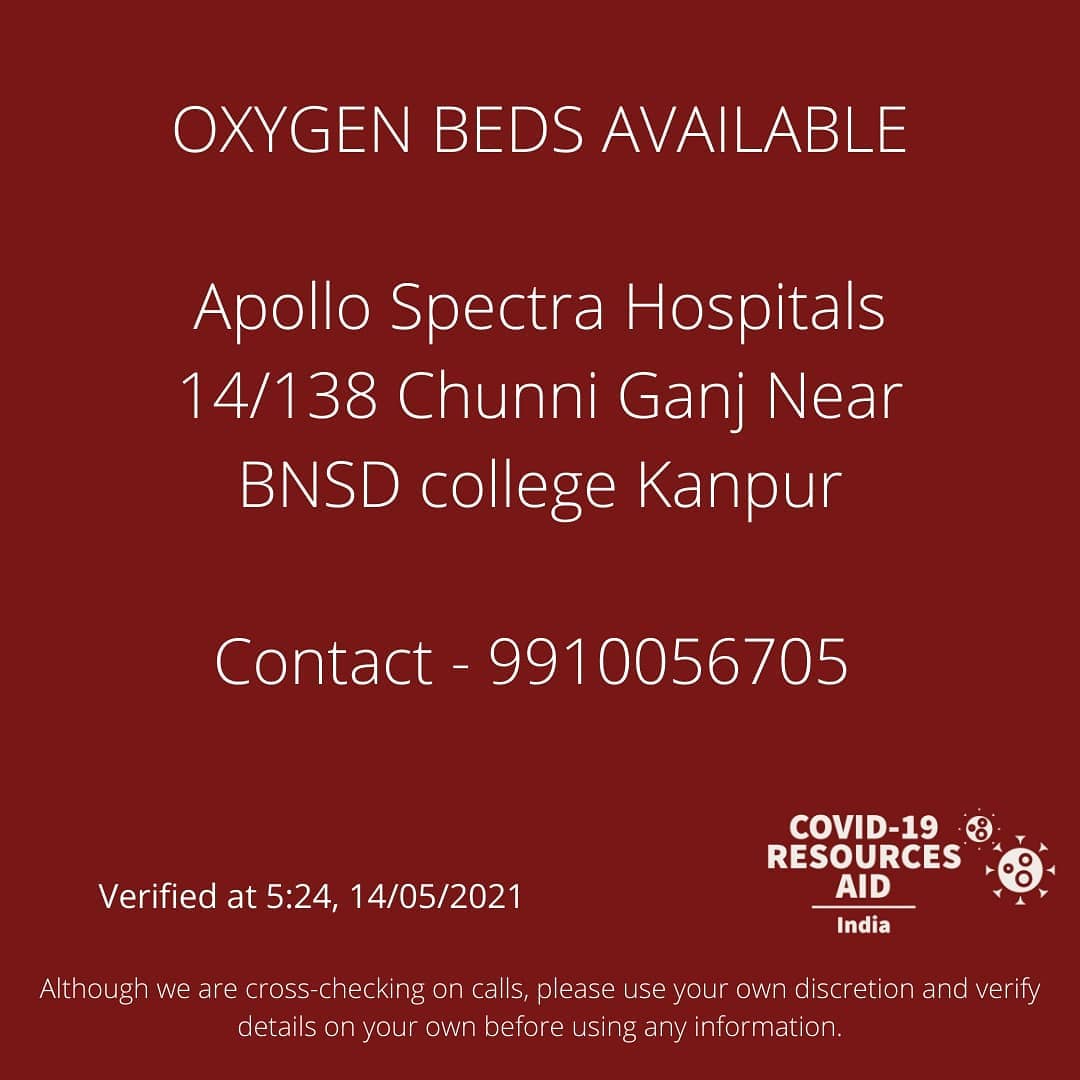 OXYGEN BEDS AVAILABLE
Apollo Spectra Hospitals
14/138 Chunni Ganj Near
BNSD college Kanpur
Contact - 9910056705
COVID-19
RESOURCES
AID
India
Verified at 5:24, 14/05/2021
Although we are cross-checking on calls, please use your own discretion and verify
details on your own before using any information.